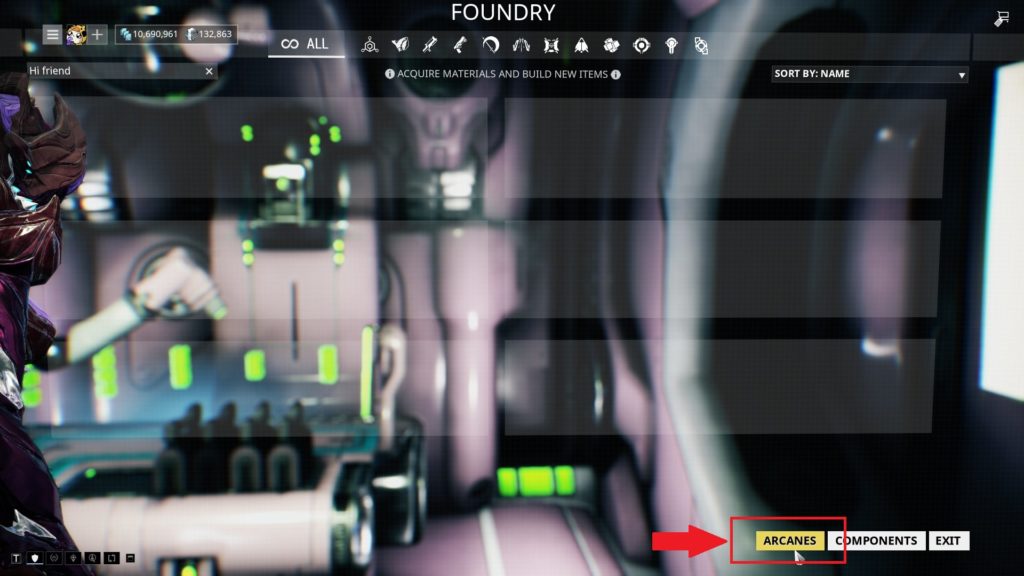 FOUNDRY
10,690,961 132,863
ALL
Hi friend
ACQUIRE MATERIALS AND BUILD NEW ITEMS
SORT BY: NAME
ARCANES COMPONENTS EXIT